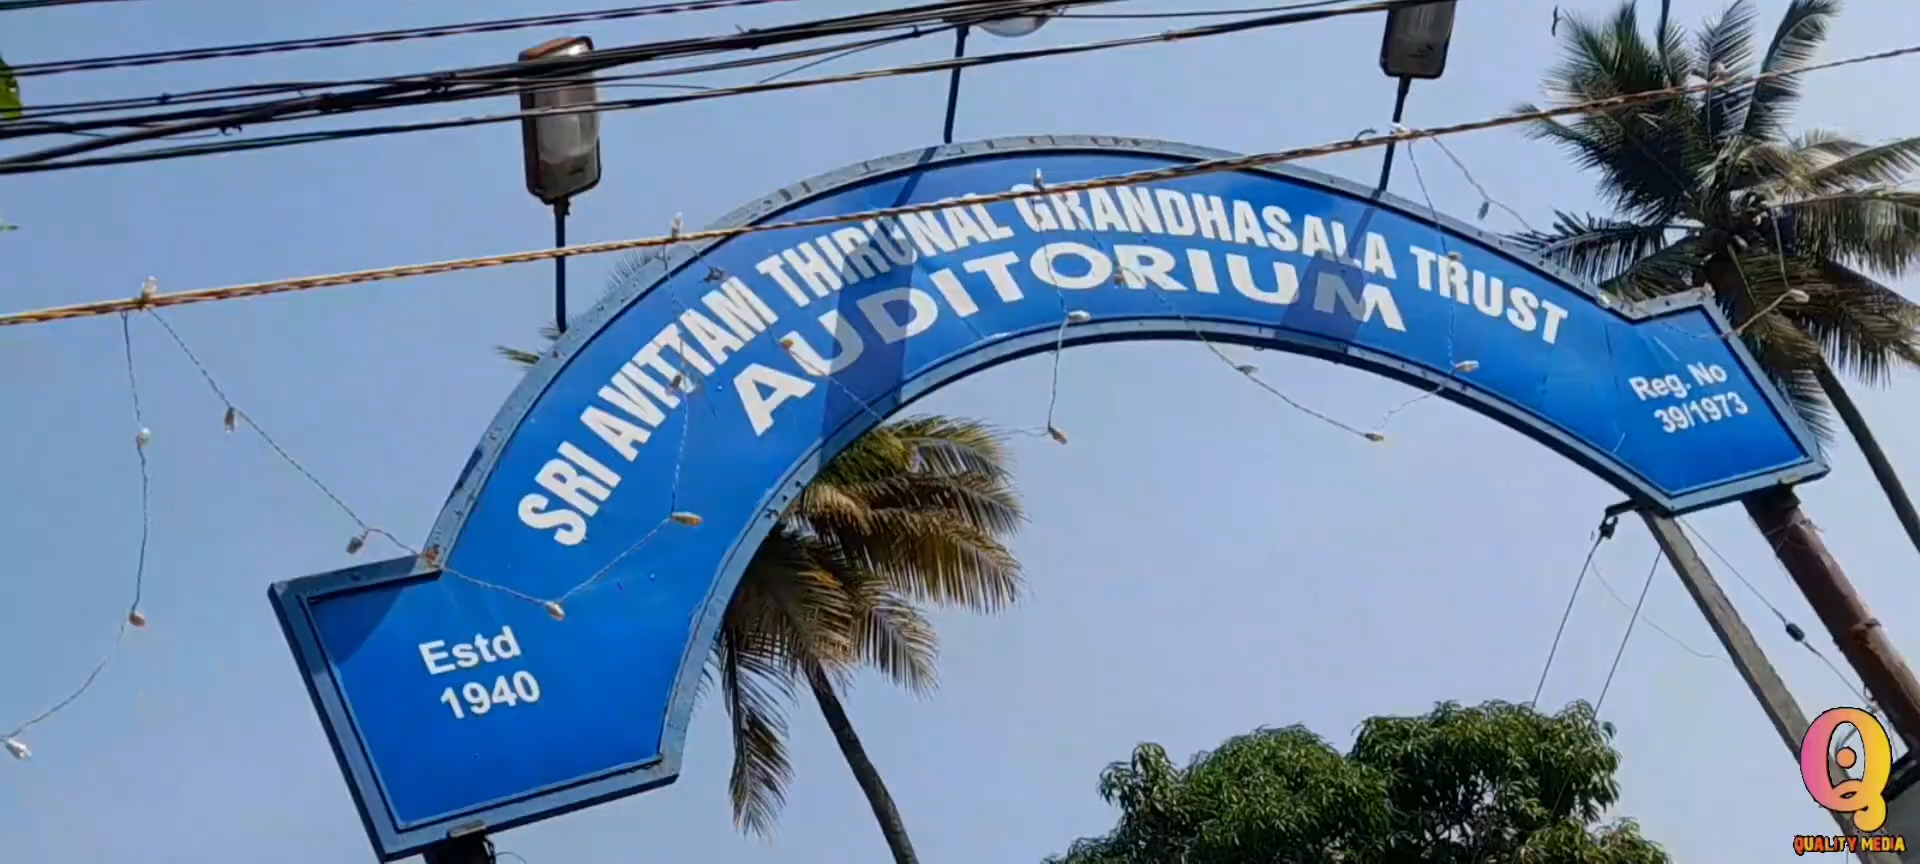 SRI AVITTAM THIRUNAL GRANDHASALA TRUST
AUDITORIUM
Estd
1940
Reg. No
39/1973
QUALITY MEDIA